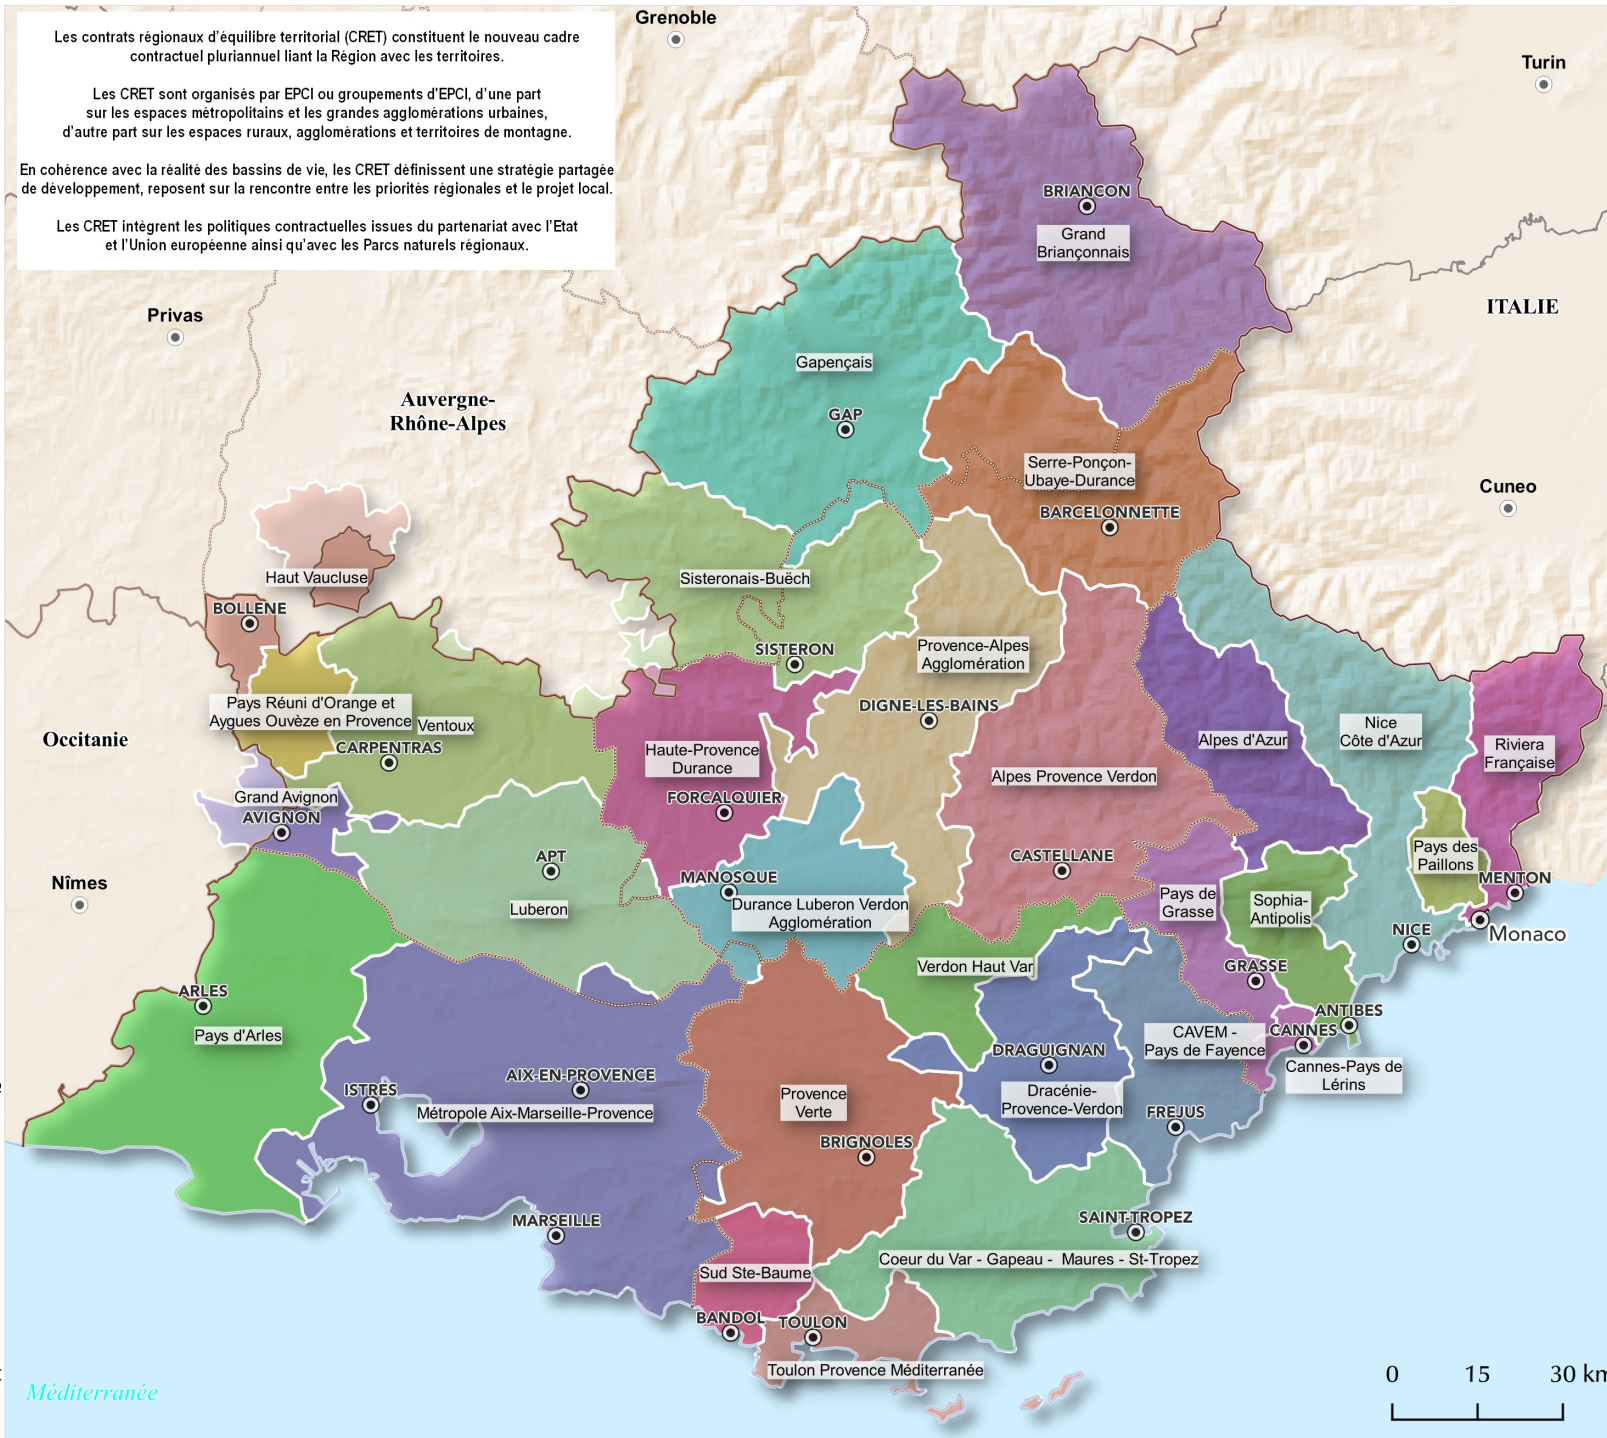 Les contrats régionaux d'équilibre territorial (CRET) constituent le nouveau cadre
contractuel pluriannuel liant la Région avec les territoires.
Les CRET sont organisés par EPCI ou groupements d'EPCI, d'une part
sur les espaces métropolitains et les grandes agglomérations urbaines,
d'autre part sur les espaces ruraux, agglomérations et territoires de montagne.
En cohérence avec la réalité des bassins de vie, les CRET définissent une stratégie partagée
de développement, reposent sur la rencontre entre les priorités régionales et le projet local.
Les CRET intègrent les politiques contractuelles issues du partenariat avec l'Etat
et l'Union européenne ainsi qu'avec les Parcs naturels régionaux.
Grenoble
Turin
BRIANCON
Grand
Briançonnais
Privas
ITALIE
Gapençais
Auvergne-
Rhône-Alpes
GAP
Serre-Ponçon-
Ubaye-Durance
Cuneo
BARCELONNETTE
Haut Vaucluse
Sisteronais-Buëch
BOLLENE
SISTERON
Provence-Alpes
Agglomération
Pays Réuni d'Orange et
Aygues Ouvèze en Provence
Ventoux
DIGNE-LES-BAINS
Occitanie
CARPENTRAS
Haute-Provence
Durance
Alpes d'Azur
Nice
Côte d'Azur
Riviera
Française
Alpes Provence Verdon
Grand Avignon
AVIGNON
FORCALQUIER
APT
CASTELLANE
Pays des
Paillons
Nîmes
MANOSQUE
MENTON
Luberon
Durance Luberon Verdon
Agglomération
Pays de
Grasse
Sophia-
Antipolis
NICE
Monaco
Verdon Haut Var
GRASSE
ARLES
Pays d'Arles
ANTIBES
CANNES
CAVEM -
Pays de Fayence
DRAGUIGNAN
AIX-EN-PROVENCE
ISTRES
Métropole Aix-Marseille-Provence
Provence
Verte
Dracénie-
Provence-Verdon
Cannes-Pays de
Lérins
FREJUS
BRIGNOLES
MARSEILLE
SAINT-TROPEZ
Coeur du Var - Gapeau - Maures - St-Tropez
Sud Ste-Baume
BANDOL
TOULON
Toulon Provence Méditerranée
Méditerranée
0 15 30 km